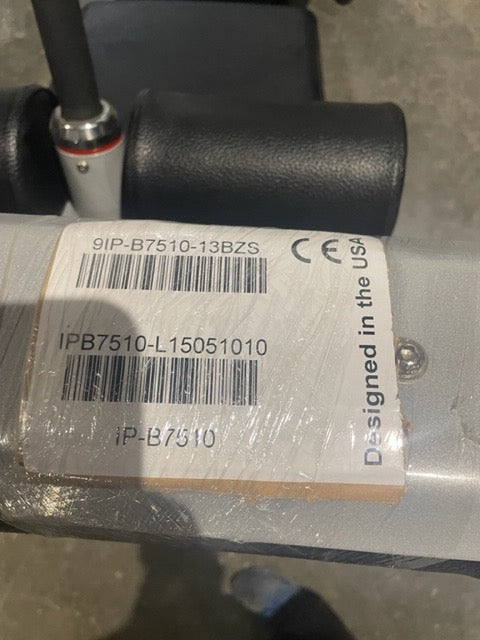 9IP-B7510-13BZS
CE
IPB7510-L15051010
IP-B7510
Designed in the USA